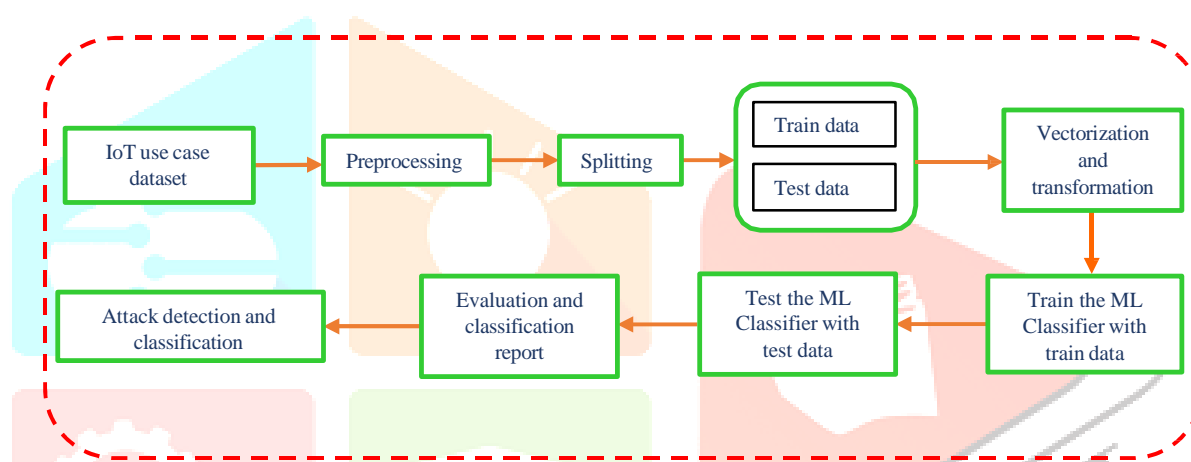 IoT use case
dataset
Preprocessing
Splitting
Train data
Test data
Vectorization
and
transformation
Train the ML
Classifier with
train data
Test the ML
Classifier with
test data
Evaluation and
classification
report
Attack detection and
classification